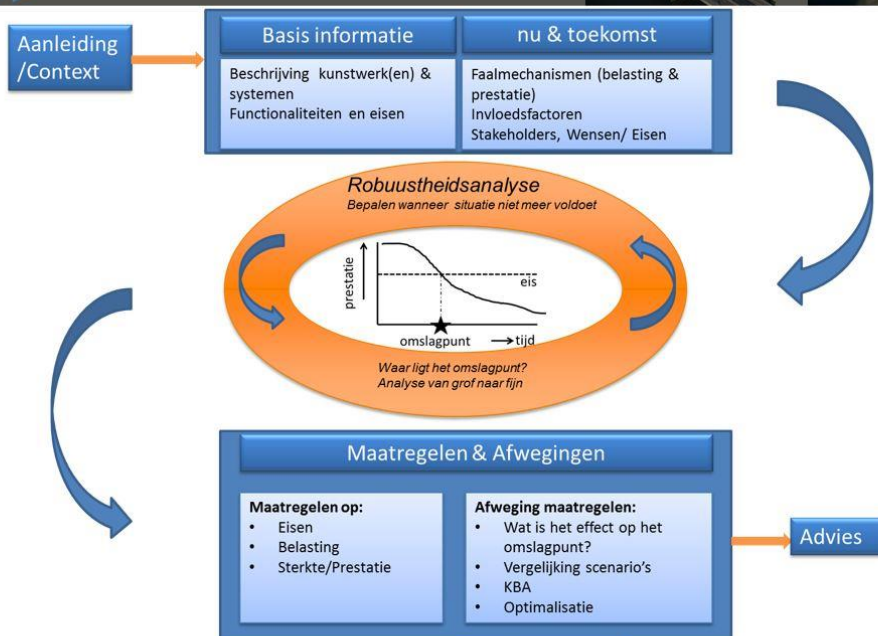 Aanleiding
/Context
Basis informatie
nu & toekomst
Beschrijving kunstwerk(en) &
systemen
Functionaliteiten en eisen
Faalmechanismen (belasting &
prestatie)
Invloedsfactoren
Stakeholders, Wensen/ Eisen
Robuustheidsanalyse
Bepalen wanneer situatie niet meer voldoet
prestatie
eis
omslagpunt
tijd
Waar ligt het omslagpunt?
Analyse van grof naar fijn
Maatregelen & Afwegingen
Maatregelen op:
• Eisen
• Belasting
• Sterkte/Prestatie
Afweging maatregelen:
• Wat is het effect op het
omslagpunt?
• Vergelijking scenario's
• KBA
• Optimalisatie
Advies